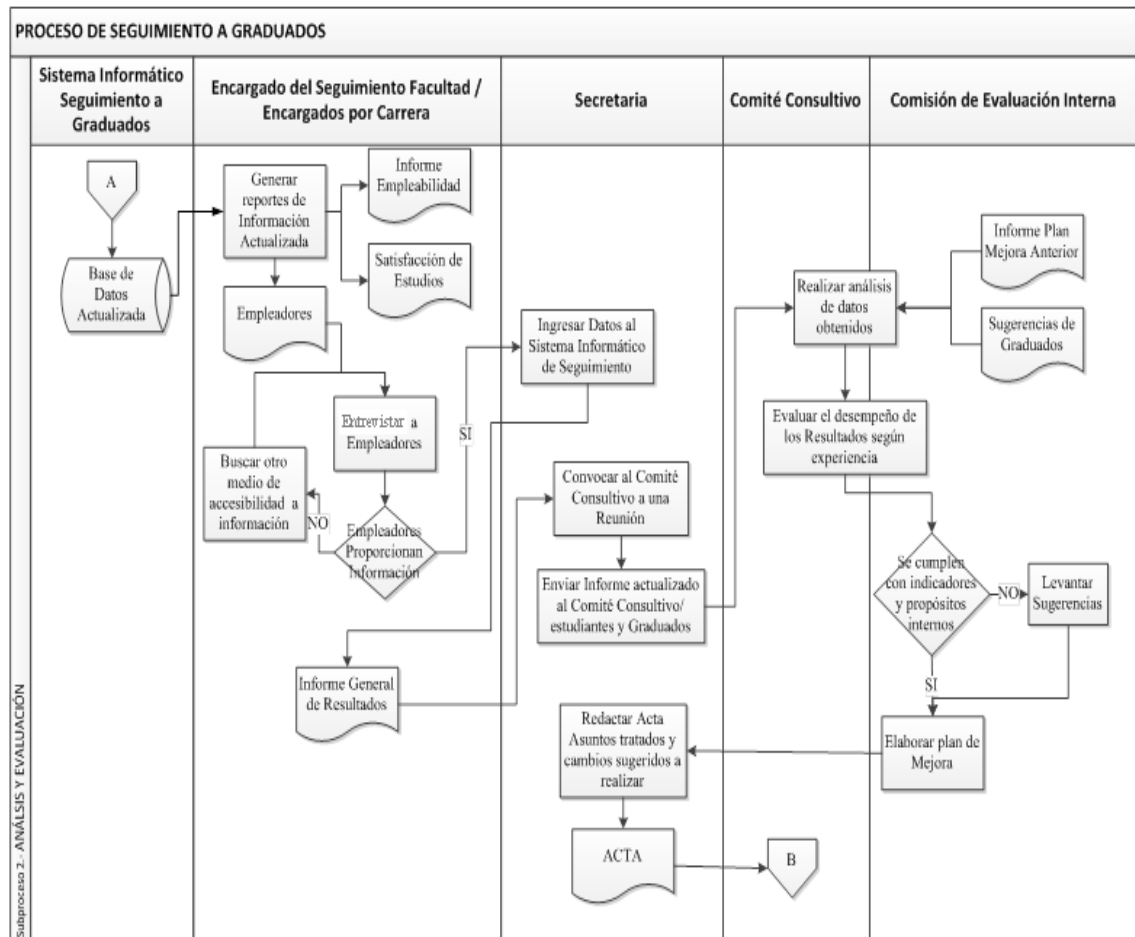 PROCESO DE SEGUIMIENTO A GRADUADOS
Subproceso 2.- ANÁLSIS Y EVALUACIÓN
Sistema Informático
Seguimiento a
Graduados
Encargado del Seguimiento Facultad /
Encargados por Carrera
Secretaria
Comité Consultivo
Comisión de Evaluación Interna
A
Base de
Datos
Actualizada
Generar
reportes de
Información
Actualizada
Informe
Empleabilidad
Satisfacción de
Estudios
Empleadores
Entrevistar a
Empleadores
Buscar otro
medio de
accesibilidad a
información
NO
Empleadores
Proporcionan
Información
SI
Informe General
de Resultados
Ingresar Datos al
Sistema Informático
de Seguimiento
Convocar al Comité
Consultivo a una
Reunión
Enviar Informe actualizado
al Comité Consultivo/
estudiantes y Graduados
Redactar Acta
Asuntos tratados y
cambios sugeridos a
realizar
ACTA
B
Realizar análisis
de datos
obtenidos
Informe Plan
Mejora Anterior
Sugerencias de
Graduados
Evaluar el desempeño de
los Resultados según
experiencia
Se cumplen
con indicadores
y propósitos
internos
NO
Levantar
Sugerencias
SI
Elaborar plan de
Mejora